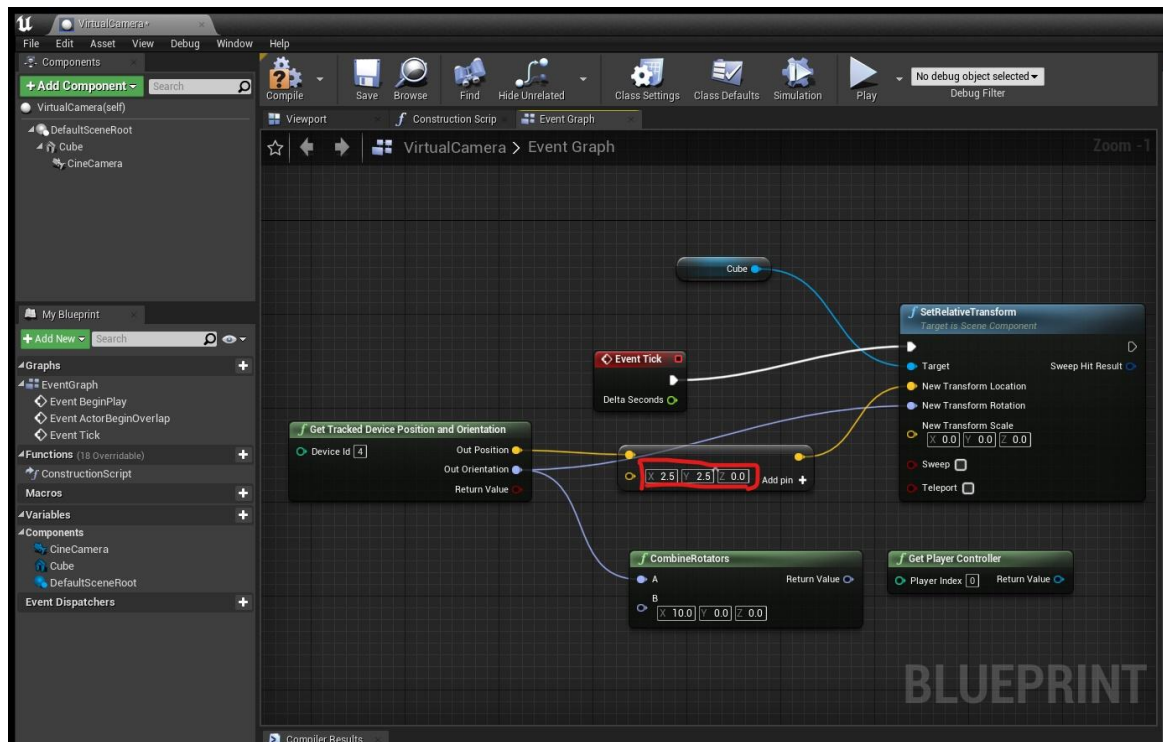 VirtualCamera*
File Edit Asset View Debug Window Help
Components
+Add Component Search
VirtualCamera(self)
DefaultSceneRoot
Cube
CineCamera
Compile Save Browse Find Hide Unrelated Class Settings Class Defaults Simulation Play
No debug object selected
Debug Filter
Viewport Construction Scrip Event Graph
VirtualCamera > Event Graph Zoom -1
My Blueprint
+Add New Search
Graphs
EventGraph
Event BeginPlay
Event ActorBeginOverlap
Event Tick
Functions (18 Overridable)
ConstructionScript
Macros
Variables
Components
CineCamera
Cube
DefaultSceneRoot
Event Dispatchers
Cube
SetRelativeTransform
Target is Scene Component
Target Sweep Hit Result
New Transform Location
New Transform Rotation
New Transform Scale
X 0.0 Y 0.0 Z 0.0
Sweep
Teleport
Event Tick
Delta Seconds
Get Tracked Device Position and Orientation
Device Id 4 Out Position
Out Orientation
Return Value
X 2.5 Y 2.5 Z 0.0 Add pin +
CombineRotators
A Return Value
B
X 10.0 Y 0.0 Z 0.0
Get Player Controller
Player Index 0 Return Value
BLUEPRINT
Compiler Results